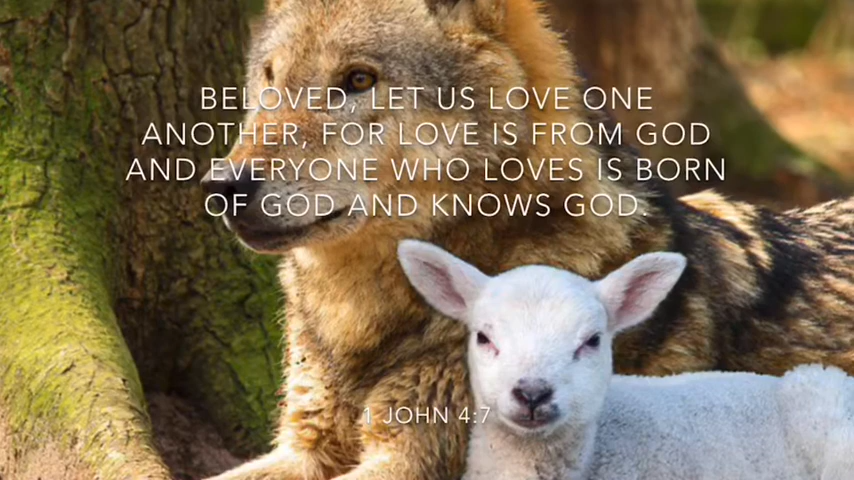 BELOVED, LET US LOVE ONE
ANOTHER, FOR LOVE IS FROM GOD
AND EVERYONE WHO LOVES IS BORN
OF GOD AND KNOWS GOD.
1 JOHN 4:7